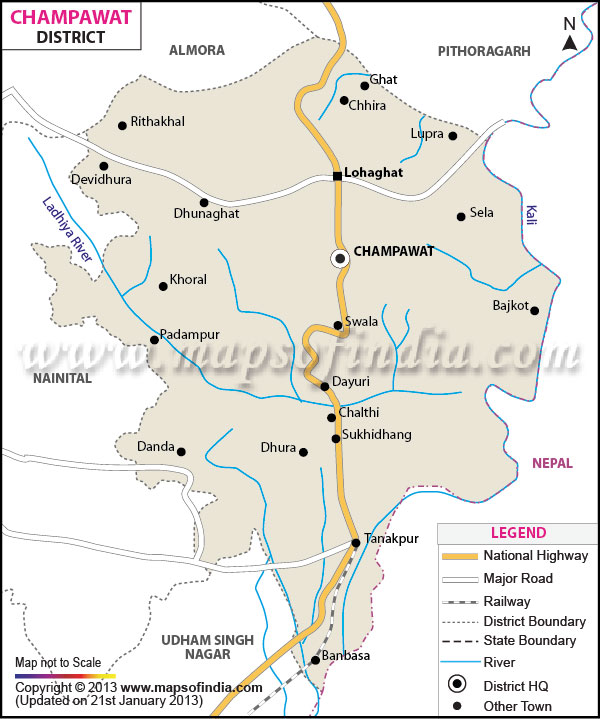 CHAMPAWAT
DISTRICT
N
ALMORA
PITHORAGARH
Ghat
Chhira
Rithakhal
Lupra
Lohaghat
Devidhura
Dhunaghat
Sela
Kali
Ladhiya River
CHAMPAWAT
Khoral
Bajkot
Swala
Padampur
www.mapsofindia.com
NAINITAL
Dayuri
Chalthi
Sukhidhang
Danda
Dhura
NEPAL
Tanakpur
UDHAM SINGH
NAGAR
Banbasa
LEGEND
National Highway
Major Road
Railway
District Boundary
State Boundary
River
District HQ
Other Town
Map not to Scale
Copyright © 2013 www.mapsofindia.com
(Updated on 21st January 2013)